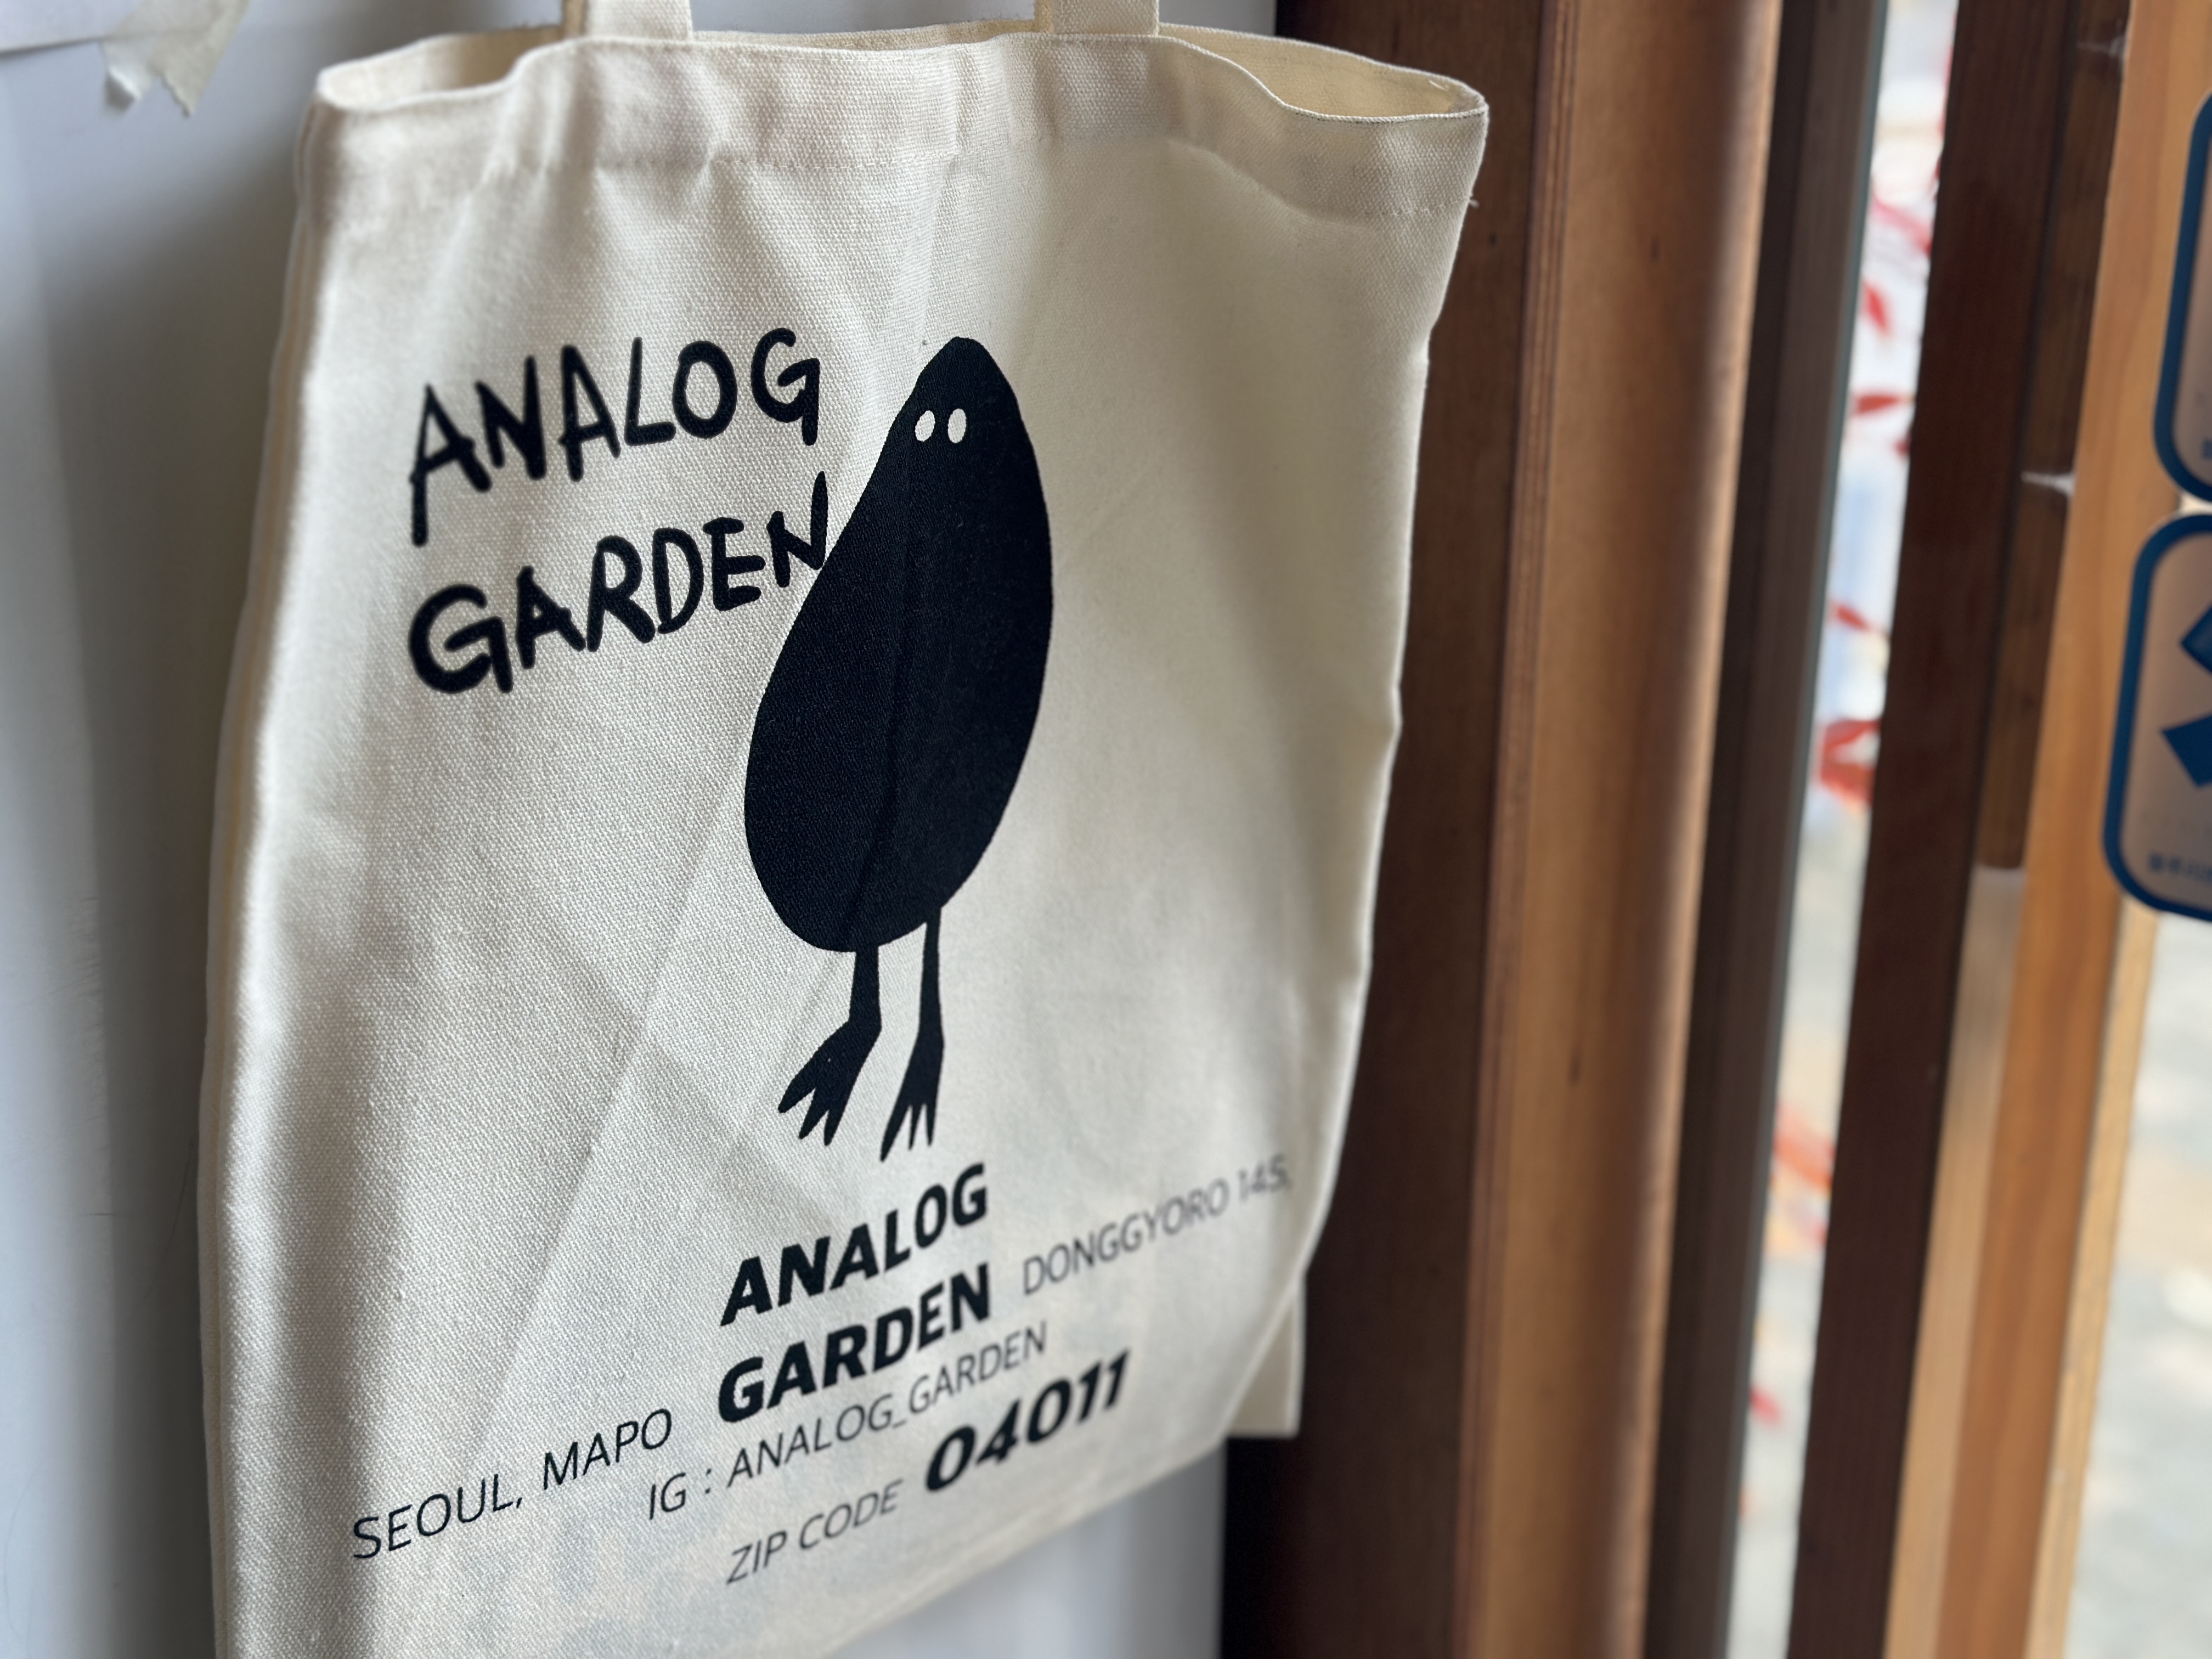 ANALOG
GARDEN
ANALOG
GARDEN
SEOUL, MAPO
DONGGYORO 145,
IG : ANALOG_GARDEN
ZIP CODE 04011